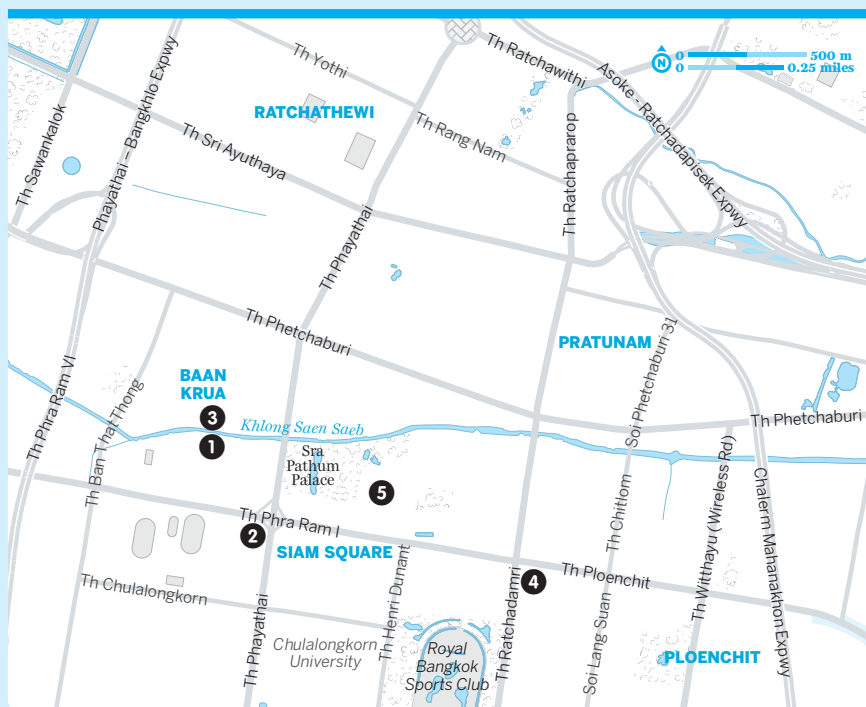 Th Ratchawithi
0 500 m
N
0 0.25 miles
Th Yothi
Asoke - Ratchadapisek Expwy
RATCHATHEWI
Th Sawankalok
Phayathai – Bangkhlo Expwy
Th Sri Ayuthaya
Th Rang Nam
Th Ratchaprarop
Th Phayathai
Th Phetchaburi
PRATUNAM
Soi Phetchaburi 31
BAAN
KRUA
Th Phra Ram VI
Th Ban That Thong
3
1
Khlong Saen Saeb
Th Phetchaburi
Sra
Pathum
Palace
5
Th Phra Ram I
2
SIAM SQUARE
Th Chitlom
Th Witthayu (Wireless Rd)
Chalerm Mahanakhon Expwy
Th Ploenchit
4
Th Chulalongkorn
Th Henri Dunant
Th Ratchadamri
Th Phayathai
Chulalongkorn
University
Royal
Bangkok
Sports Club
Soi Lang Suan
PLOENCHIT